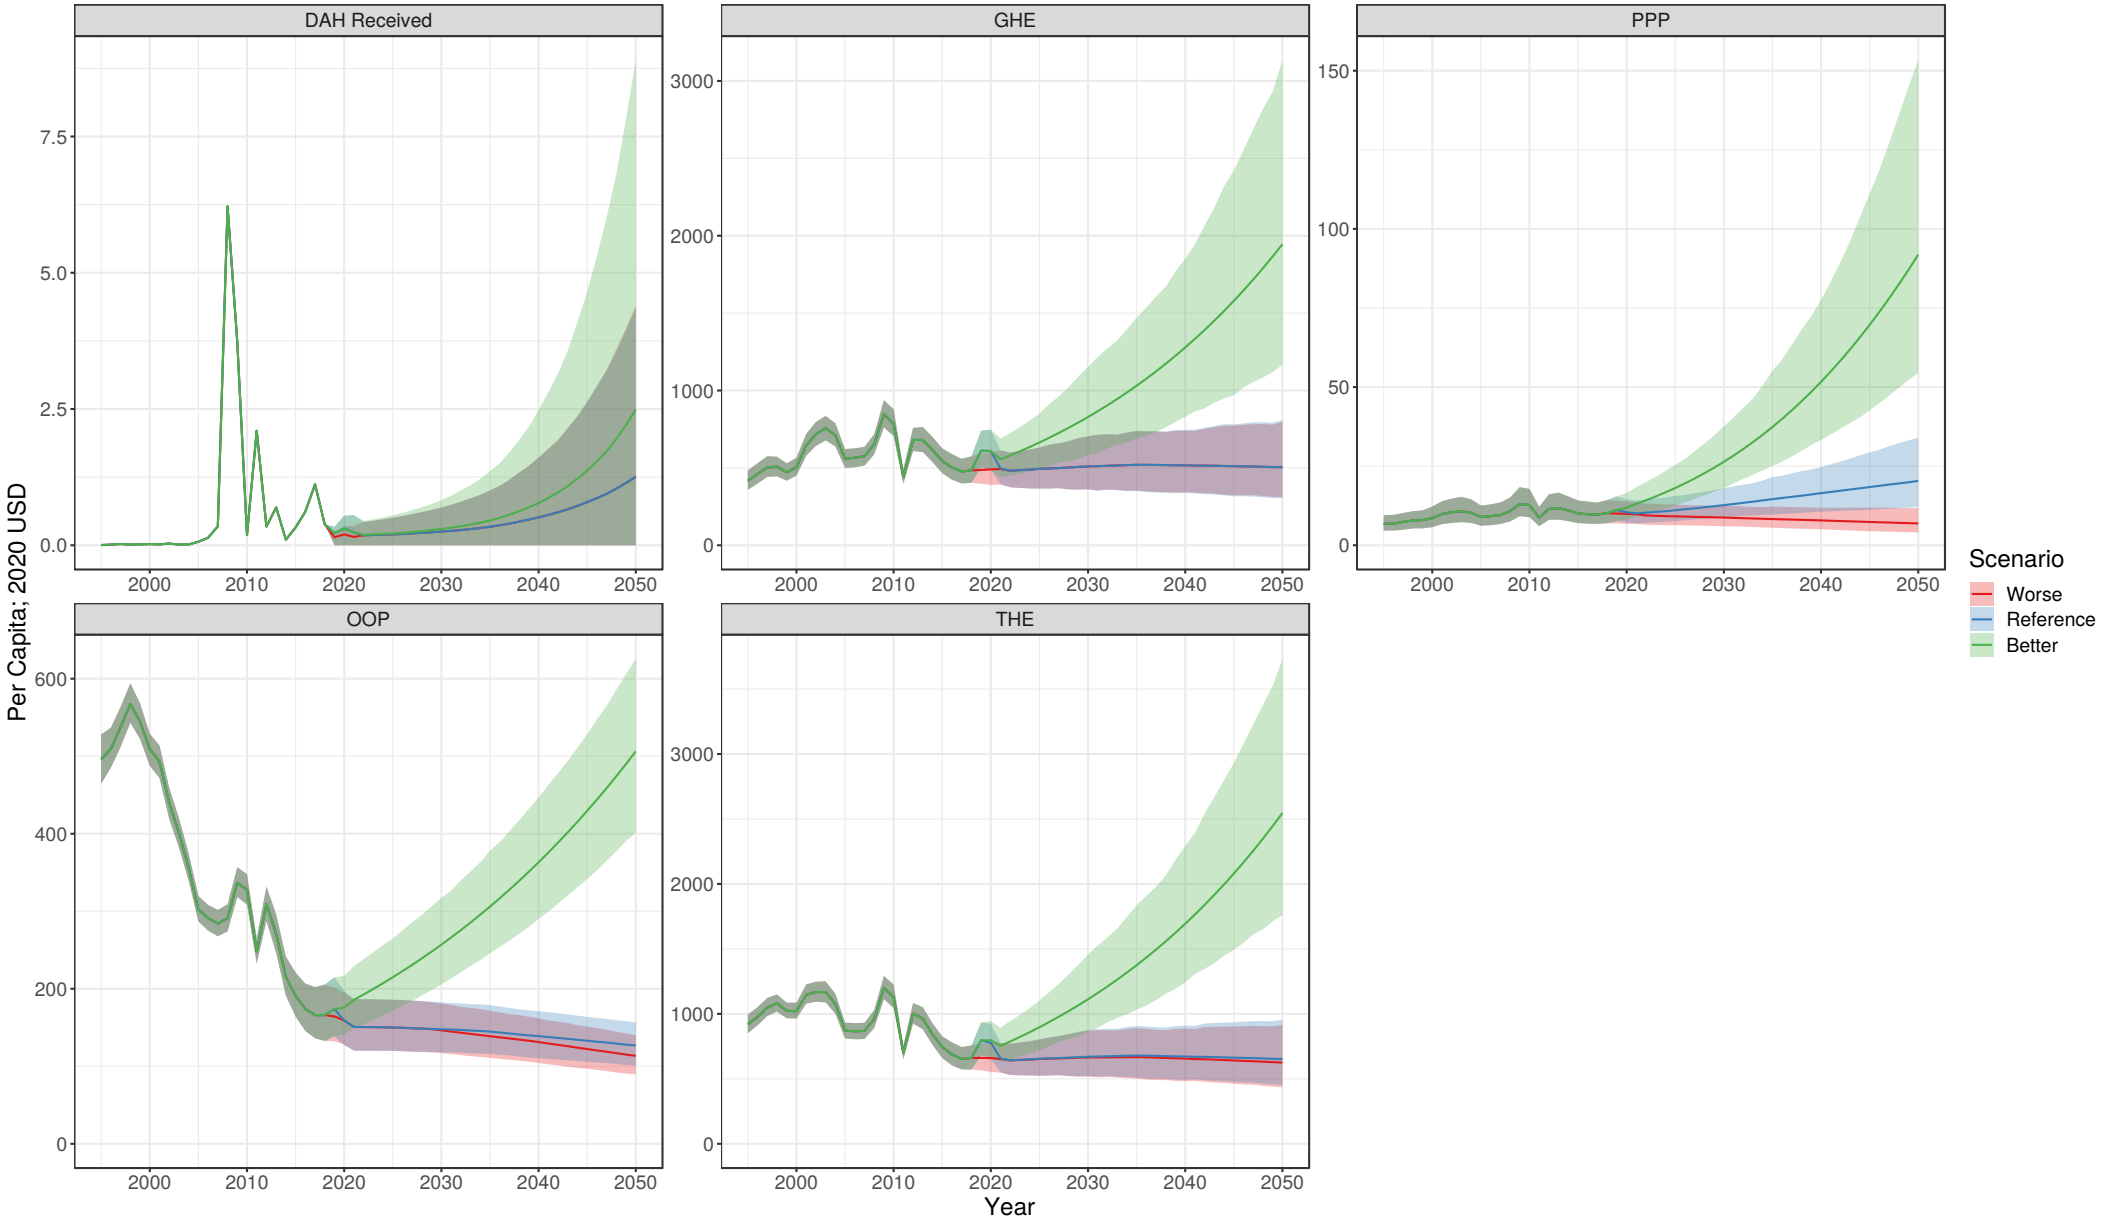 DAH Received
GHE
PPP
7.5
5.0
2.5
0.0
2000 2010 2020 2030 2040 2050
3000
2000
1000
0
2000 2010 2020 2030 2040 2050
150
100
50
0
2000 2010 2020 2030 2040 2050
OOP
THE
600
400
200
0
2000 2010 2020 2030 2040 2050
3000
2000
1000
0
2000 2010 2020 2030 2040 2050
Per Capita; 2020 USD
Year
Scenario
Worse
Reference
Better